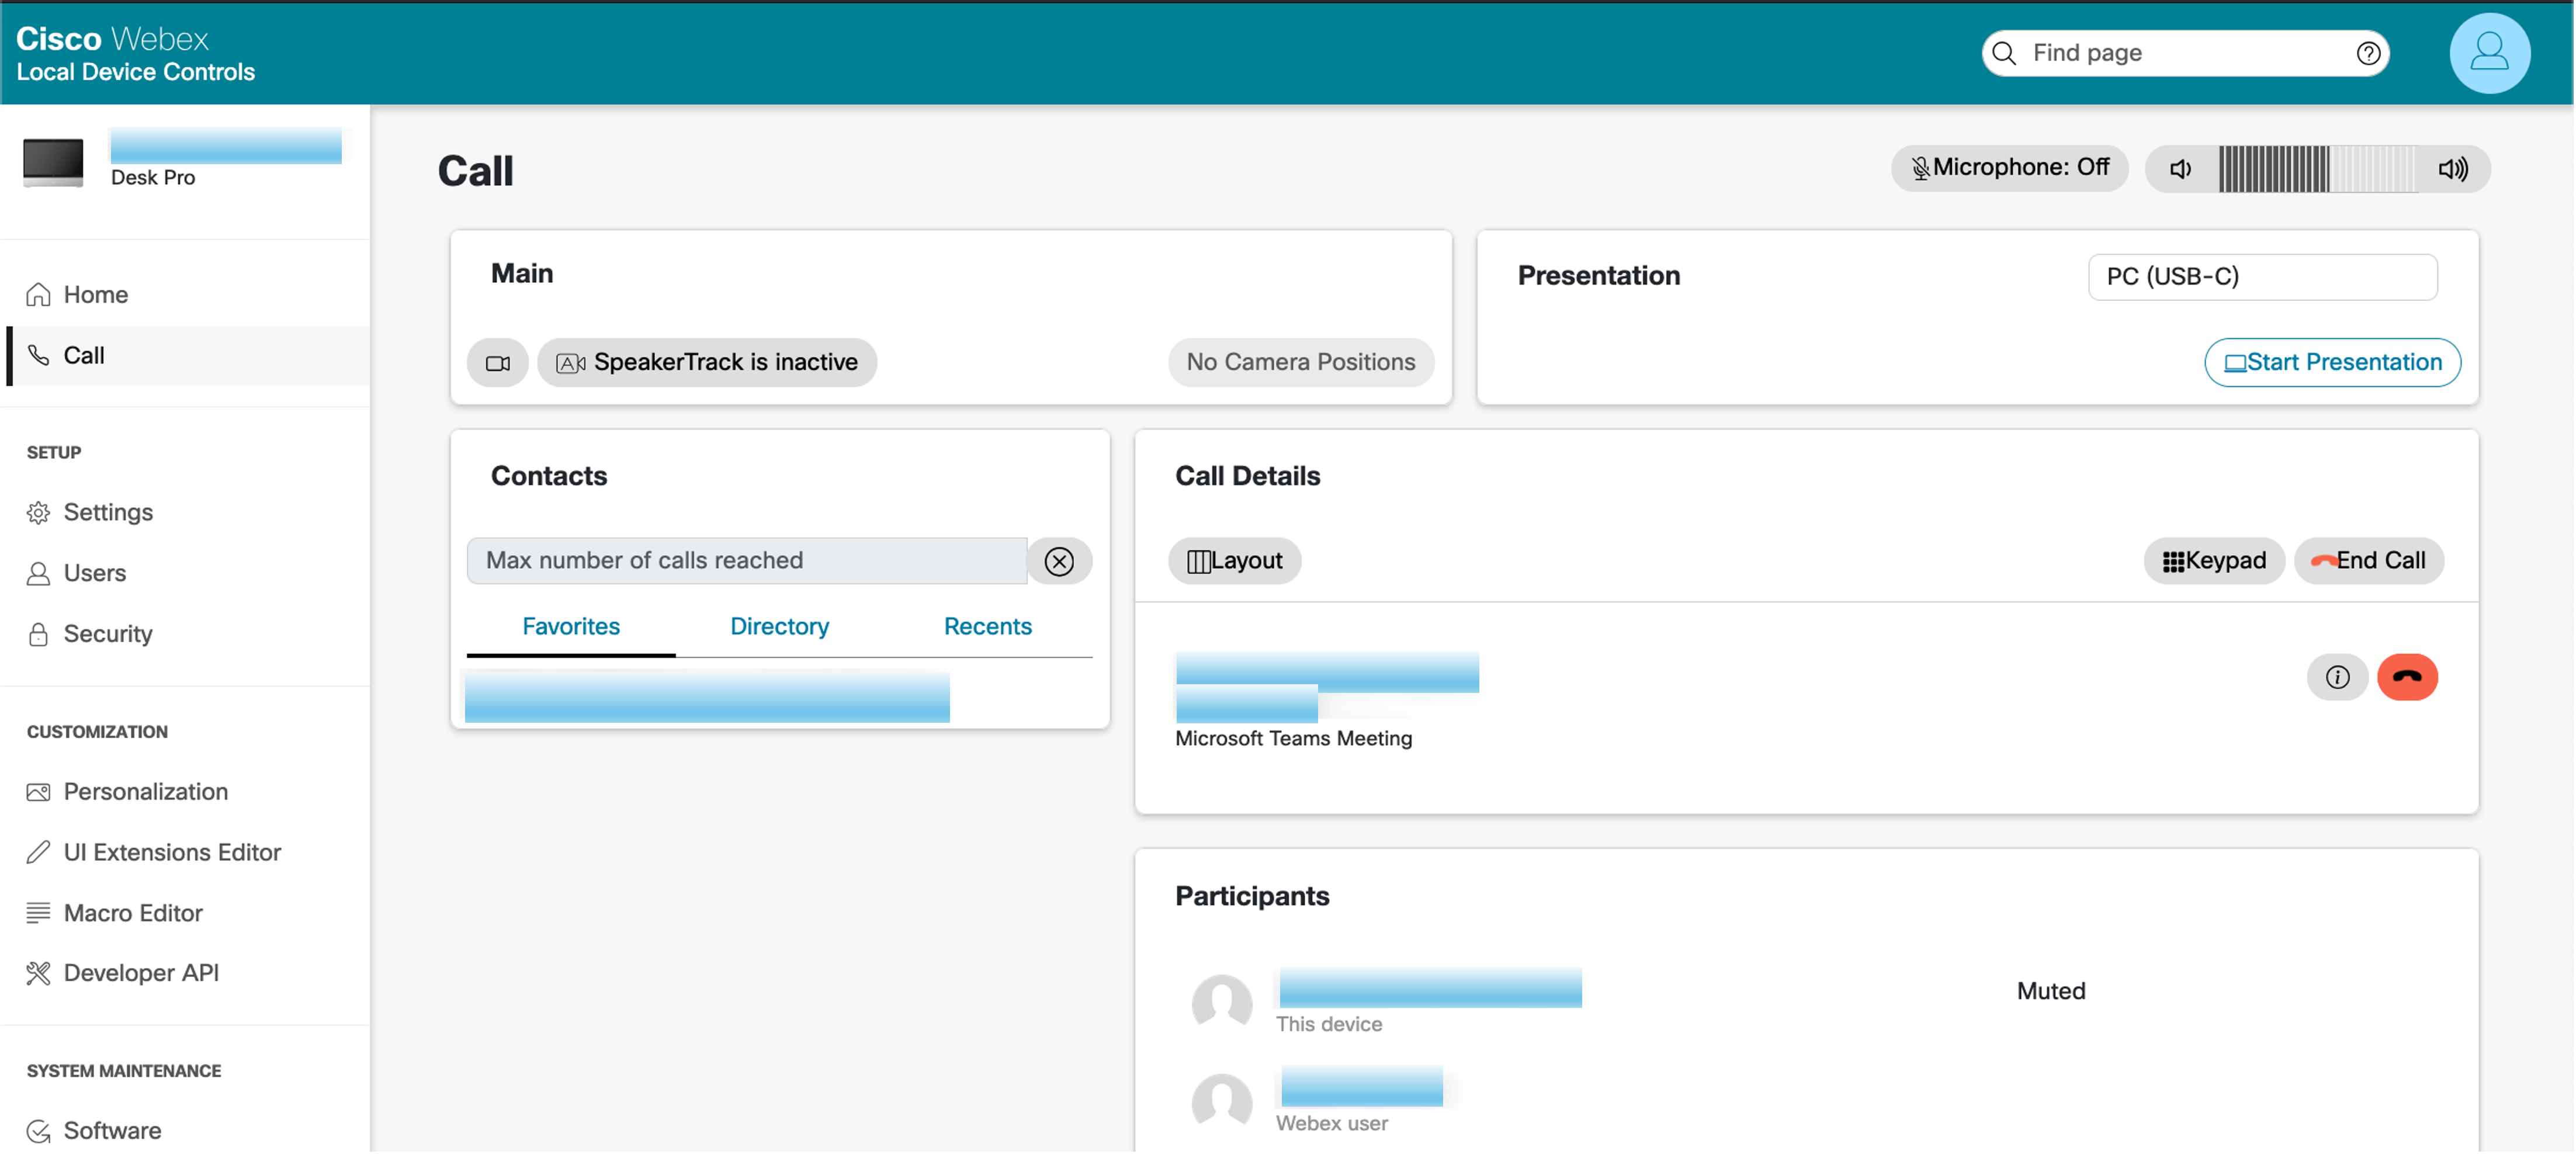 Cisco Webex
Local Device Controls
Find page
Desk Pro
Home
Call
SETUP
Settings
Users
Security
CUSTOMIZATION
Personalization
UI Extensions Editor
Macro Editor
Developer API
SYSTEM MAINTENANCE
Software
Call
Microphone: Off
Main
SpeakerTrack is inactive
No Camera Positions
Presentation
PC (USB-C)
Start Presentation
Contacts
Max number of calls reached
Favorites Directory Recents
Call Details
Layout
Keypad
End Call
Microsoft Teams Meeting
Participants
This device
Muted
Webex user